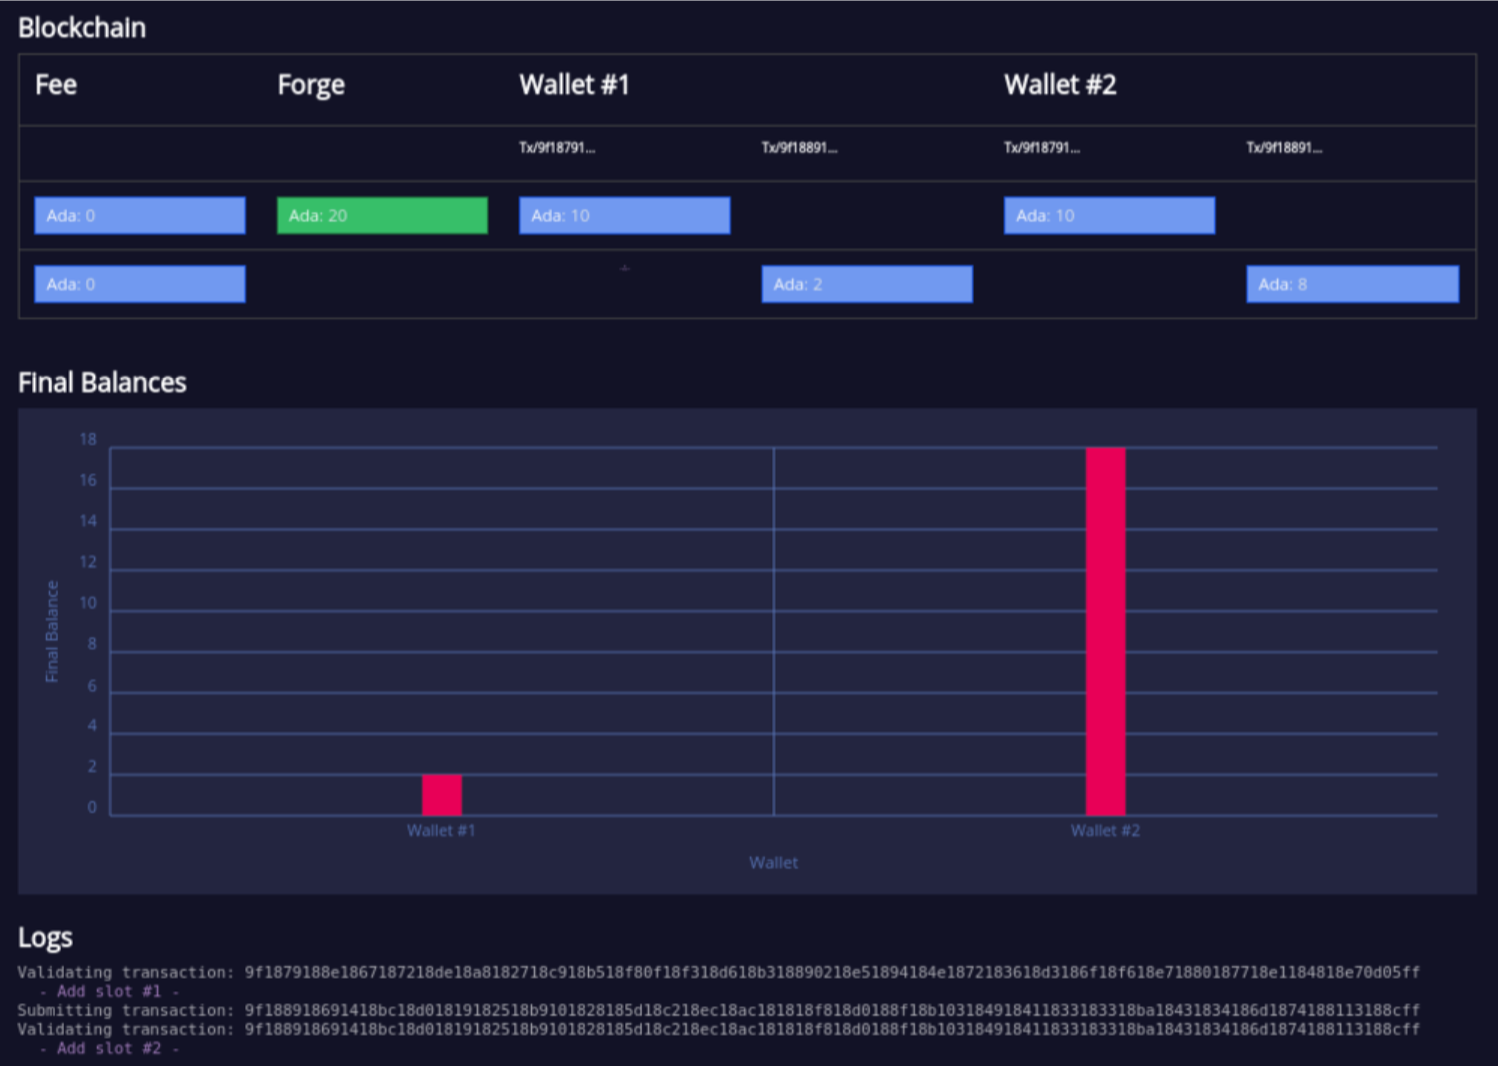 Blockchain
Fee Forge Wallet #1 Wallet #2
Tx/9f18791... Tx/9f18891... Tx/9f18791... Tx/9f18891...
Ada: 0 Ada: 20 Ada: 10 Ada: 10
Ada: 0 Ada: 2 Ada: 8
Final Balances
18
16
14
12
10
8
6
4
2
0
Final Balance
Wallet #1 Wallet #2
Wallet
Logs
Validating transaction: 9f1879188e1867187218de18a8182718c918b518f80f18f318d618b318890218e51894184e1872183618d3186f18f618e71880187718e1184818e70d05ff
- Add slot #1 -
Submitting transaction: 9f188918691418bc18d01819182518b9101828185d18c218ec18ac181818f818d0188f18b10318491841183318331 8ba18431834186d1874188113188cff
Validating transaction: 9f188918691418bc18d01819182518b9101828185d18c218ec18ac181818f818d0188f18b103184918411833183318ba18431834186d1874188113188cff
- Add slot #2 -